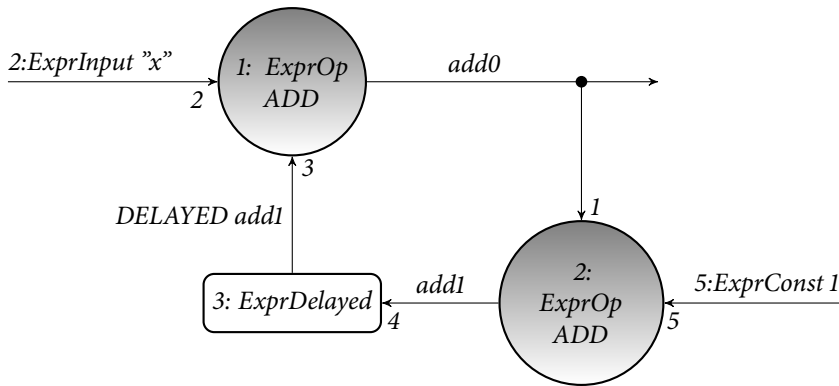 2:ExprInput ”x”
2
1: ExprOp
ADD
add0
3
DELAYED add1
1
3: ExprDelayed
4
add1
2:
ExprOp
ADD
5:ExprConst 1
5